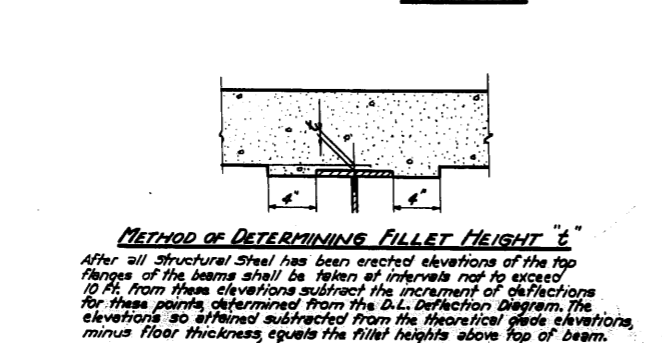 4" 4"
METHOD OF DETERMINING FILLET HEIGHT "t"
After all Structural Steel has been erected elevations of the top
flanges of the beams shall be taken at intervals not to exceed
10 Ft. From these elevations subtract the increment of deflections
for these points, determined from the D.L. Deflection Diagram. The
elevations so attained subtracted from the theoretical grade elevations,
minus floor thickness, equals the fillet heights above top of beam.